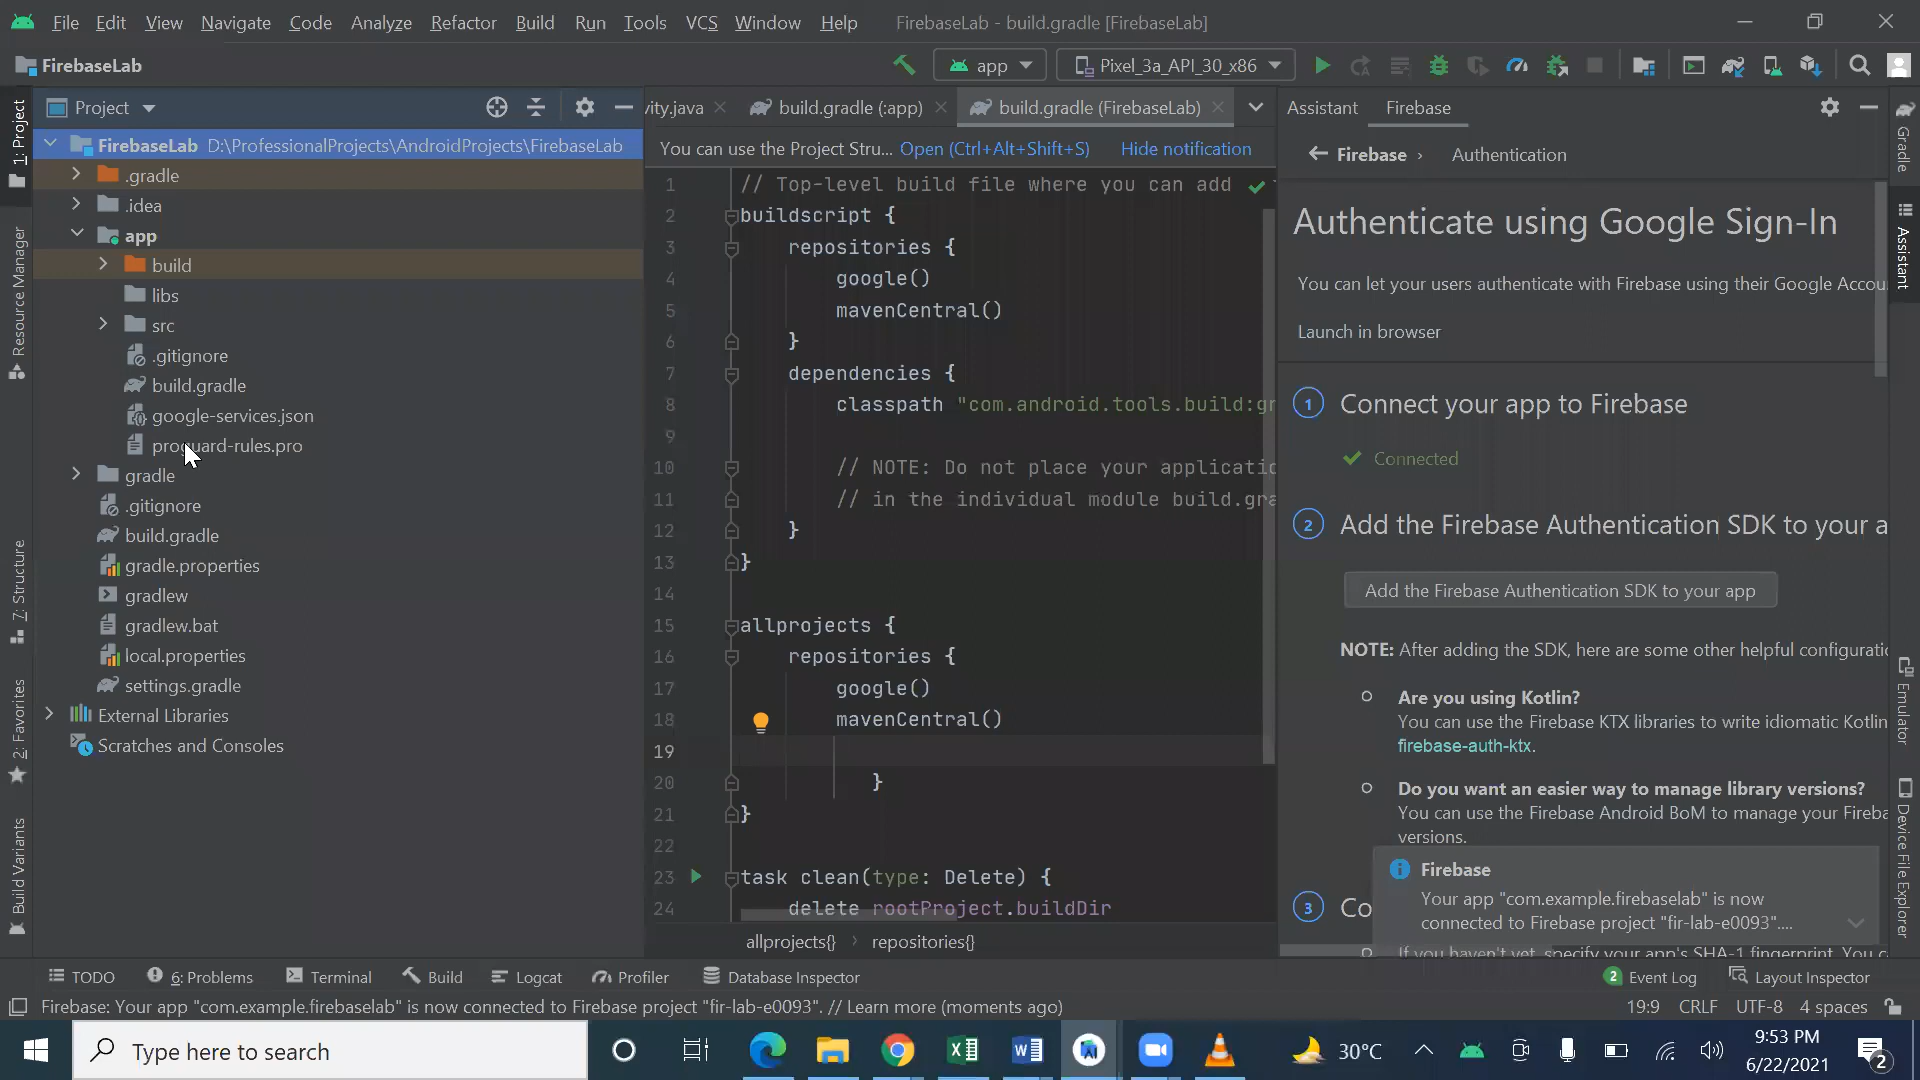 File Edit View Navigate Code Analyze Refactor Build Run Tools VCS Window Help FirebaseLab - build.gradle [FirebaseLab]
FirebaseLab app Pixel_3a_API_30_x86
Project
vity.java build.gradle (:app) build.gradle (FirebaseLab)
Assistant Firebase
1: Project
Resource Manager
7: Structure
2: Favorites
Build Variants
FirebaseLab D:\ProfessionalProjects\AndroidProjects\FirebaseLab
.gradle
.idea
app
build
libs
src
.gitignore
build.gradle
google-services.json
proguard-rules.pro
gradle
.gitignore
build.gradle
gradle.properties
gradlew
gradlew.bat
local.properties
settings.gradle
External Libraries
Scratches and Consoles
You can use the Project Stru... Open (Ctrl+Alt+Shift+S) Hide notification
1 // Top-level build file where you can add
2 buildscript {
3 repositories {
4 google()
5 mavenCentral()
6 }
7 dependencies {
8 classpath "com.android.tools.build:gr
9
10 // NOTE: Do not place your applicatio
11 // in the individual module build.gra
12 }
13 }
14
15 allprojects {
16 repositories {
17 google()
18 mavenCentral()
19
20 }
21 }
22
23 task clean(type: Delete) {
24 delete rootProject.buildDir
allprojects{} › repositories{}
Firebase › Authentication
Authenticate using Google Sign-In
You can let your users authenticate with Firebase using their Google Accou
Launch in browser
1 Connect your app to Firebase
Connected
2 Add the Firebase Authentication SDK to your a
Add the Firebase Authentication SDK to your app
NOTE: After adding the SDK, here are some other helpful configuratio
Are you using Kotlin?
You can use the Firebase KTX libraries to write idiomatic Kotlin
firebase-auth-ktx.
Do you want an easier way to manage library versions?
You can use the Firebase Android BoM to manage your Fireba
versions.
3 Co
If you haven't yet, specify your app's SHA-1 fingerprint. You c
Firebase
Your app "com.example.firebaselab" is now
connected to Firebase project "fir-lab-e0093"....
Gradle
Assistant
Emulator
Device File Explorer
TODO 6: Problems Terminal Build Logcat Profiler Database Inspector 2 Event Log Layout Inspector
Firebase: Your app "com.example.firebaselab" is now connected to Firebase project "fir-lab-e0093". // Learn more (moments ago) 19:9 CRLF UTF-8 4 spaces
Type here to search
30°C
9:53 PM
6/22/2021
2